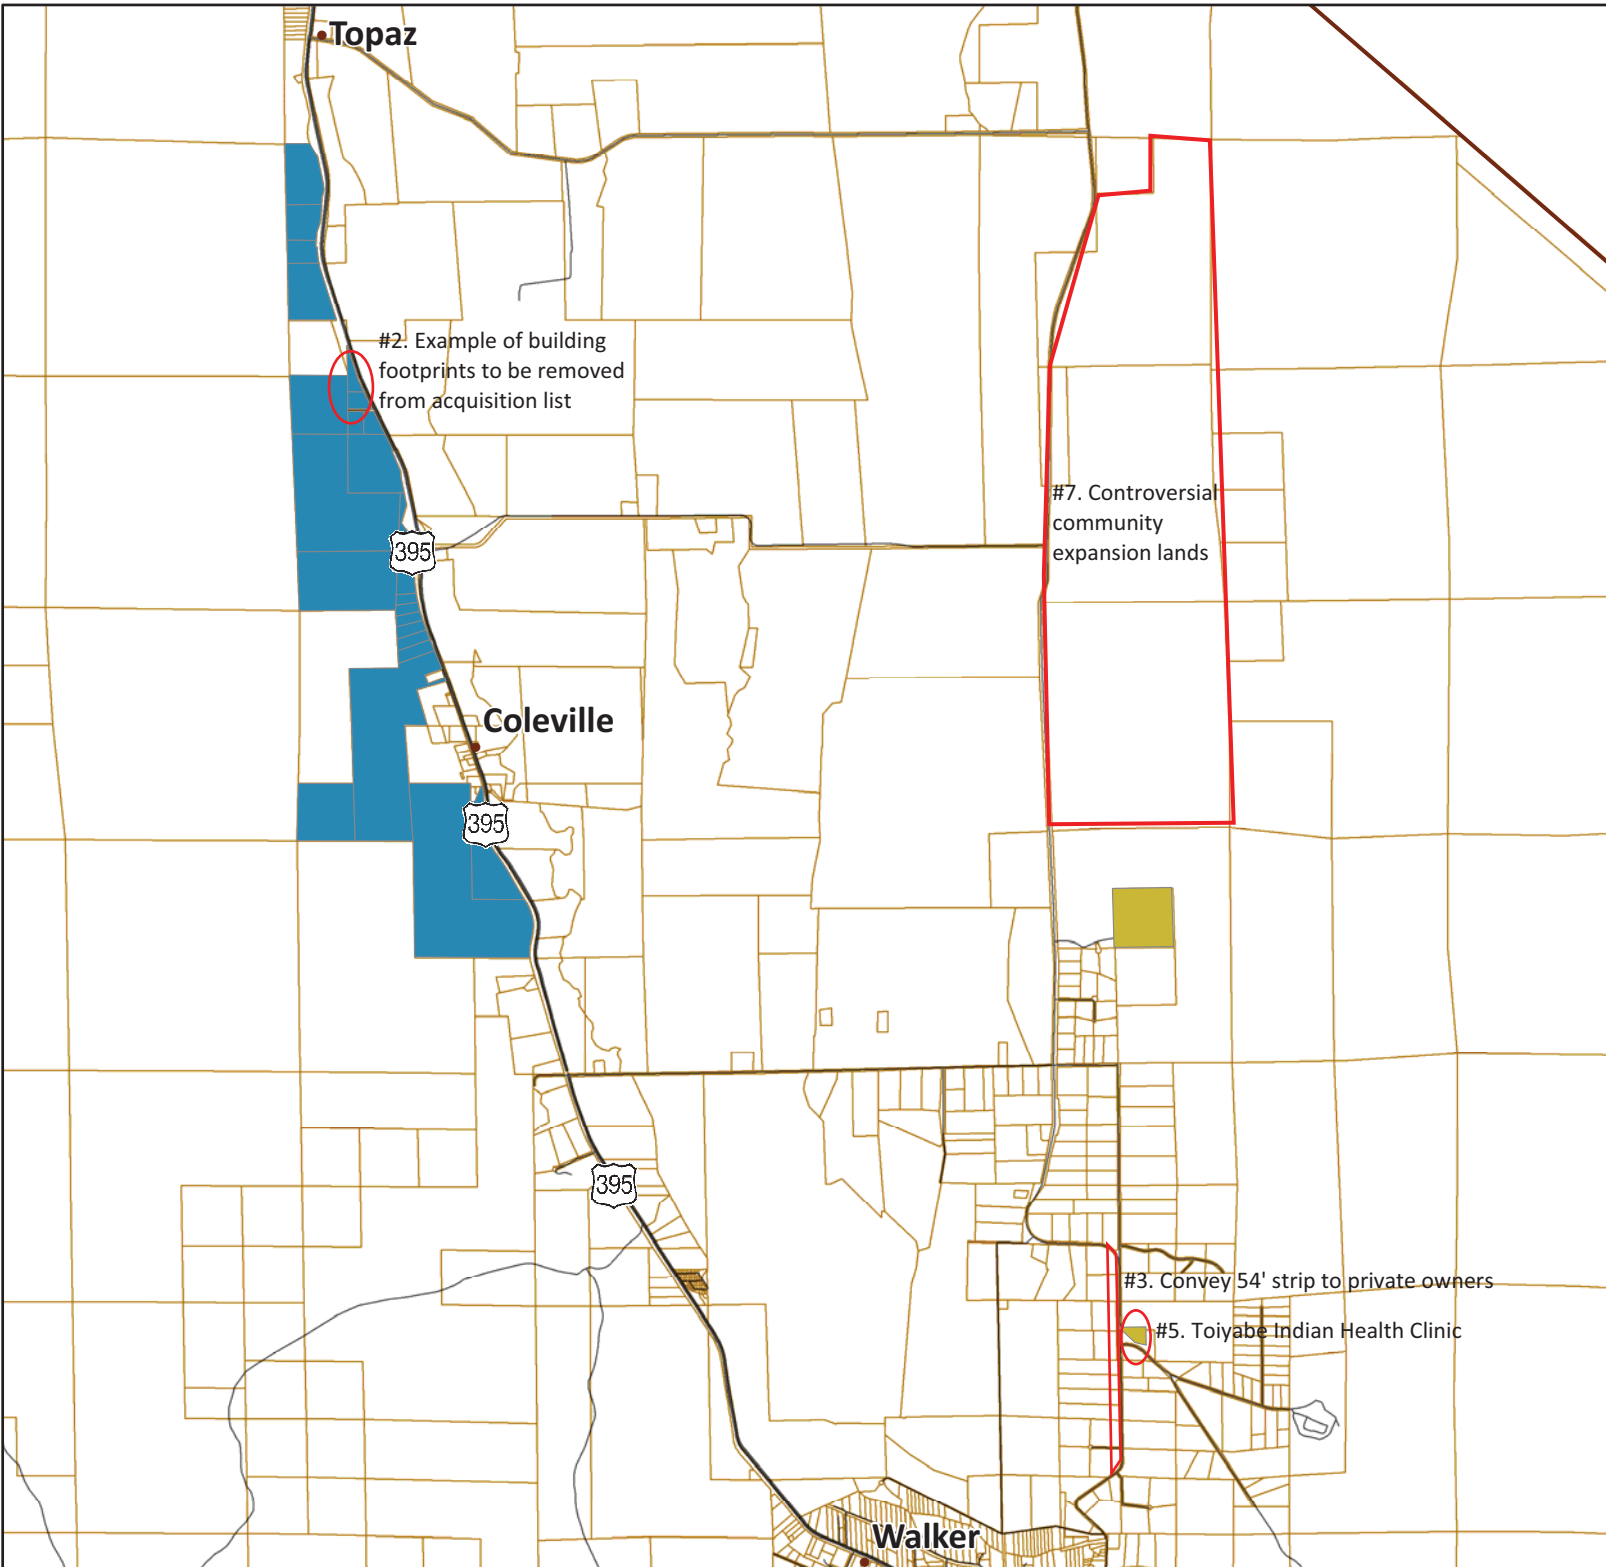 Topaz
#2. Example of building
footprints to be removed
from acquisition list
#7. Controversial
community
expansion lands
395
Coleville
395
395
#3. Convey 54' strip to private owners
#5. Toiyabe Indian Health Clinic
Walker